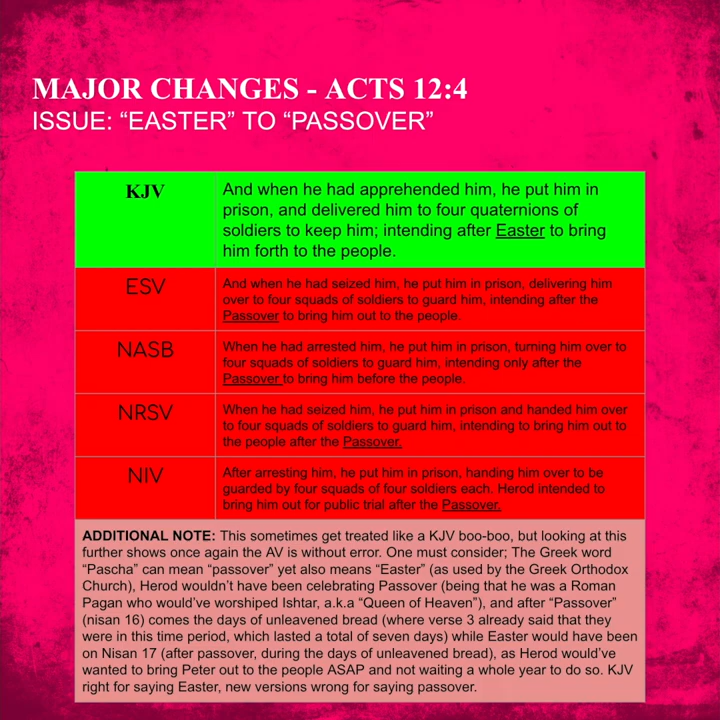 MAJOR CHANGES - ACTS 12:4
ISSUE: “EASTER” TO “PASSOVER”
KJV
And when he had apprehended him, he put him in
prison, and delivered him to four quaternions of
soldiers to keep him; intending after Easter to bring
him forth to the people.
ESV
And when he had seized him, he put him in prison, delivering him
over to four squads of soldiers to guard him, intending after the
Passover to bring him out to the people.
NASB
When he had arrested him, he put him in prison, turning him over to
four squads of soldiers to guard him, intending only after the
Passover to bring him before the people.
NRSV
When he had seized him, he put him in prison and handed him over
to four squads of soldiers to guard him, intending to bring him out to
the people after the Passover.
NIV
After arresting him, he put him in prison, handing him over to be
guarded by four squads of four soldiers each. Herod intended to
bring him out for public trial after the Passover.
ADDITIONAL NOTE: This sometimes get treated like a KJV boo-boo, but looking at this
further shows once again the AV is without error. One must consider; The Greek word
“Pascha” can mean “passover” yet also means “Easter” (as used by the Greek Orthodox
Church), Herod wouldn’t have been celebrating Passover (being that he was a Roman
Pagan who would’ve worshiped Ishtar, a.k.a “Queen of Heaven”), and after “Passover”
(nisan 16) comes the days of unleavened bread (where verse 3 already said that they
were in this time period, which lasted a total of seven days) while Easter would have been
on Nisan 17 (after passover, during the days of unleavened bread), as Herod would’ve
wanted to bring Peter out to the people ASAP and not waiting a whole year to do so. KJV
right for saying Easter, new versions wrong for saying passover.